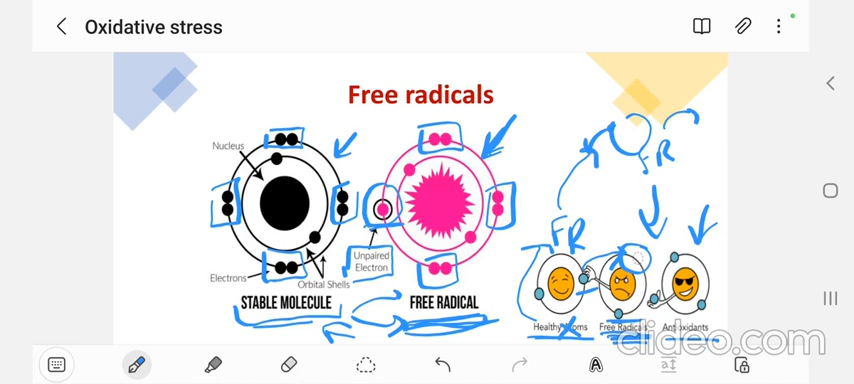 Oxidative stress
Free radicals
Nucleus
FR
FR
Unpaired
Electron
Electrons
Orbital Shells
STABLE MOLECULE
FREE RADICAL
Healthy Atoms
Free Radicals
Antioxidants
clideo.com
A
a